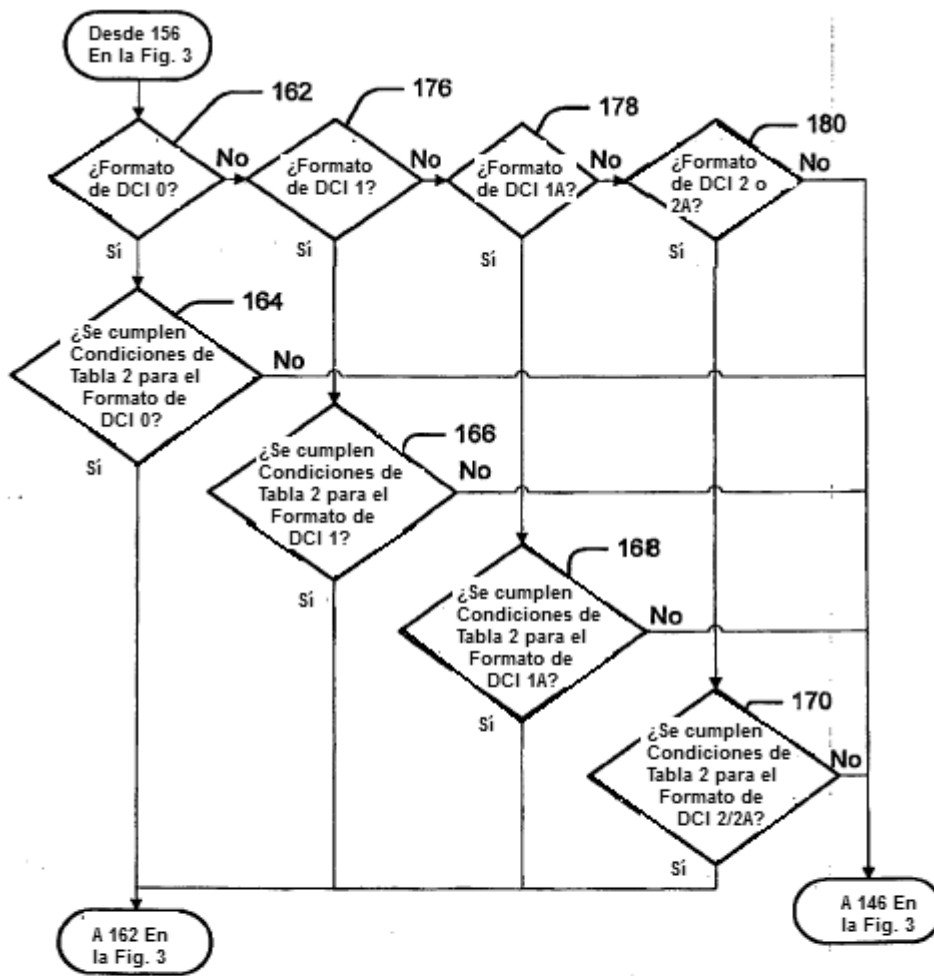 Desde 156
En la Fig. 3
162
176
178
180
¿Formato
de DCI 0?
No
¿Formato
de DCI 1?
No
¿Formato
de DCI 1A?
No
¿Formato
de DCI 2 o
2A?
No
Sí
Sí
Sí
Sí
164
¿Se cumplen
Condiciones de
Tabla 2 para el
Formato de
DCI 0?
No
Sí
166
¿Se cumplen
Condiciones de
Tabla 2 para el
Formato de
DCI 1?
No
Sí
168
¿Se cumplen
Condiciones de
Tabla 2 para el
Formato de
DCI 1A?
No
Sí
170
¿Se cumplen
Condiciones de
Tabla 2 para el
Formato de
DCI 2/2A?
No
Sí
A 162 En
la Fig. 3
A 146 En
la Fig. 3